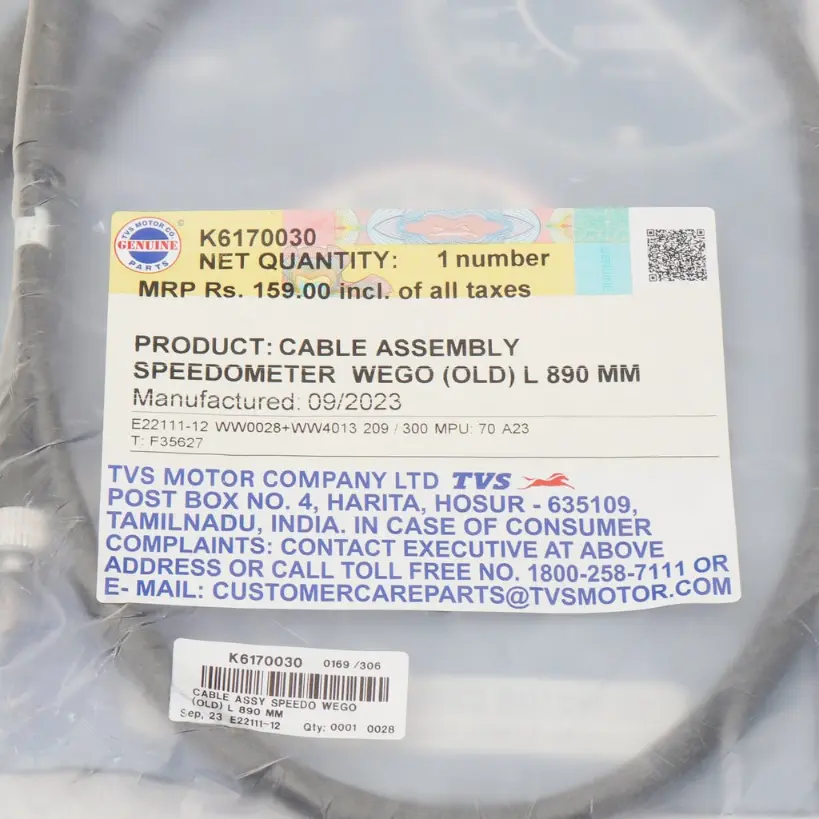 TVS MOTOR CO.
GENUINE
PARTS
©
K6170030
NET QUANTITY: 1 number
MRP Rs. 159.00 incl. of all taxes
PRODUCT: CABLE ASSEMBLY
SPEEDOMETER WEGO (OLD) L 890 MM
Manufactured: 09/2023
E22111-12 WW0028+WW4013 209 / 300 MPU: 70 A23
T: F35627
TVS MOTOR COMPANY LTD TVS
POST BOX NO. 4, HARITA, HOSUR - 635109,
TAMILNADU, INDIA. IN CASE OF CONSUMER
COMPLAINTS: CONTACT EXECUTIVE AT ABOVE
ADDRESS OR CALL TOLL FREE NO. 1800-258-7111 OR
E- MAIL: CUSTOMERCAREPARTS@TVSMOTOR.COM
K6170030 0169 /306
CABLE ASSY SPEEDO WEGO
(OLD) L 890 MM
Sep, 23 E22111-12 Qty: 0001 0028